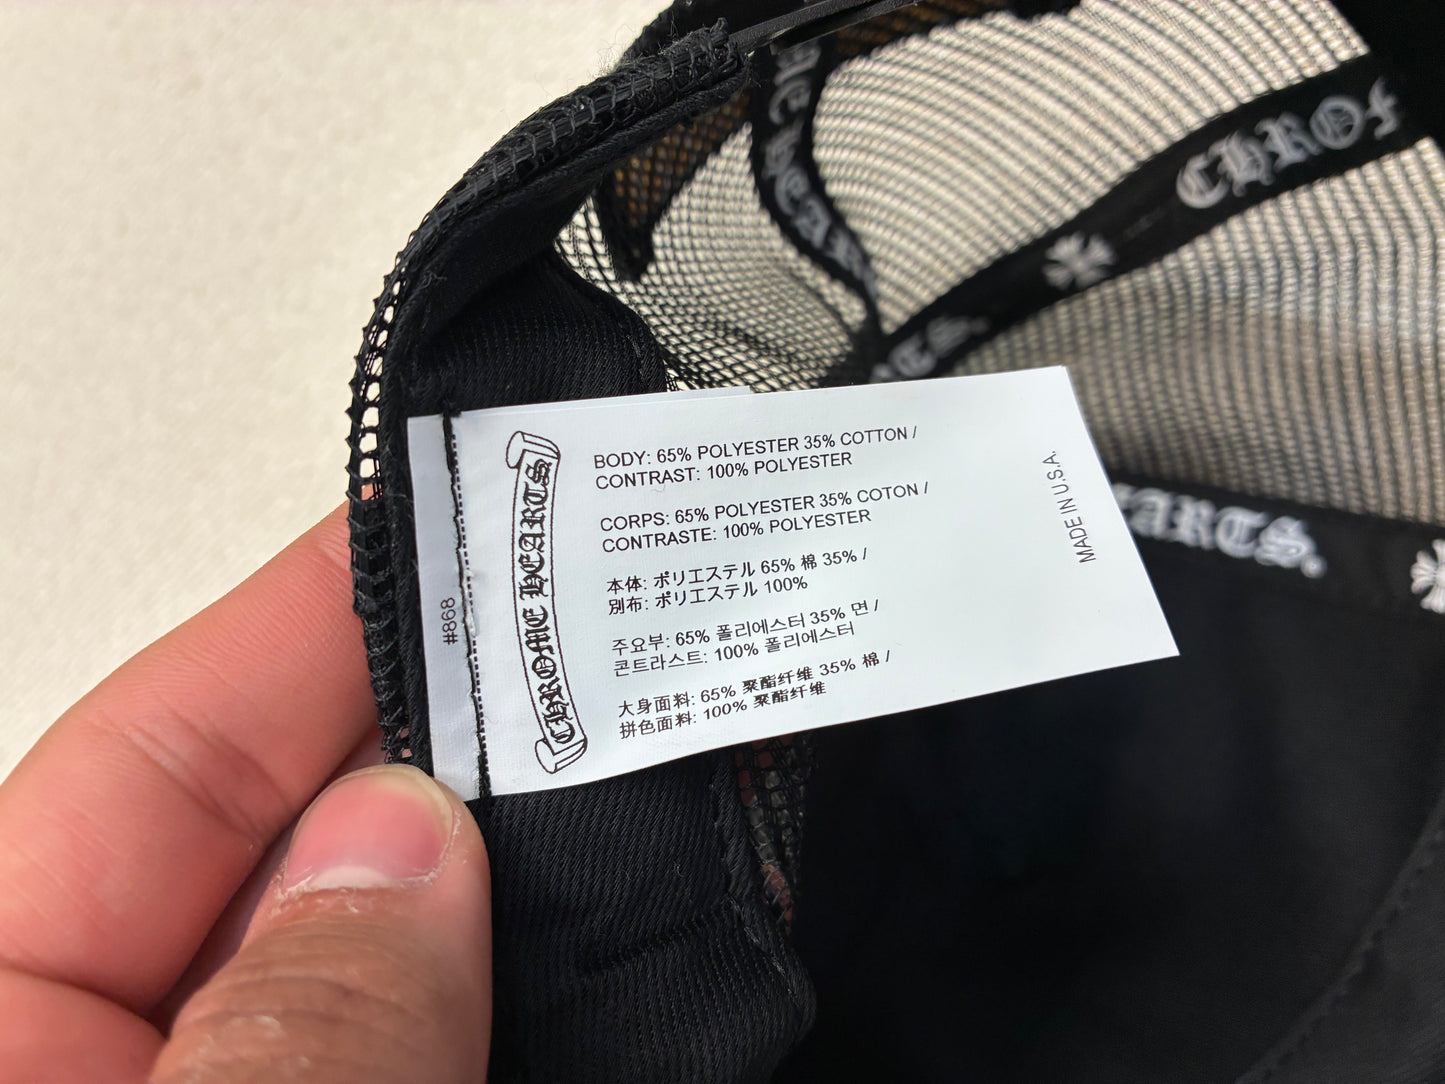 CHROME HEARTS
#868
BODY: 65% POLYESTER 35% COTTON /
CONTRAST: 100% POLYESTER
CORPS: 65% POLYESTER 35% COTON /
CONTRASTE: 100% POLYESTER
本体: ポリエステル 65% 棉 35% /
別布: ポリエステル 100%
주요부: 65% 폴리에스터 35% 면 /
콘트라스트: 100% 폴리에스터
大身面料: 65% 聚酯纤维 35% 棉 /
拼色面料: 100% 聚酯纤维
MADE IN U.S.A.
CHRO
HEAR
RTS.
EARTS.